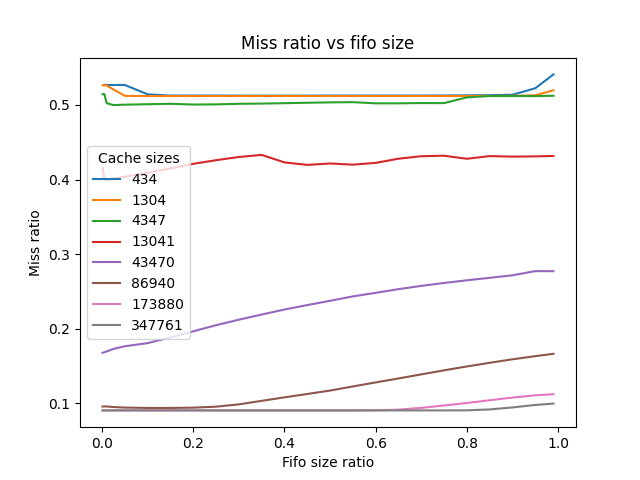 Miss ratio vs fifo size
Miss ratio
0.5
0.4
0.3
0.2
0.1
Cache sizes
434
1304
4347
13041
43470
86940
173880
347761
0.0 0.2 0.4 0.6 0.8 1.0
Fifo size ratio